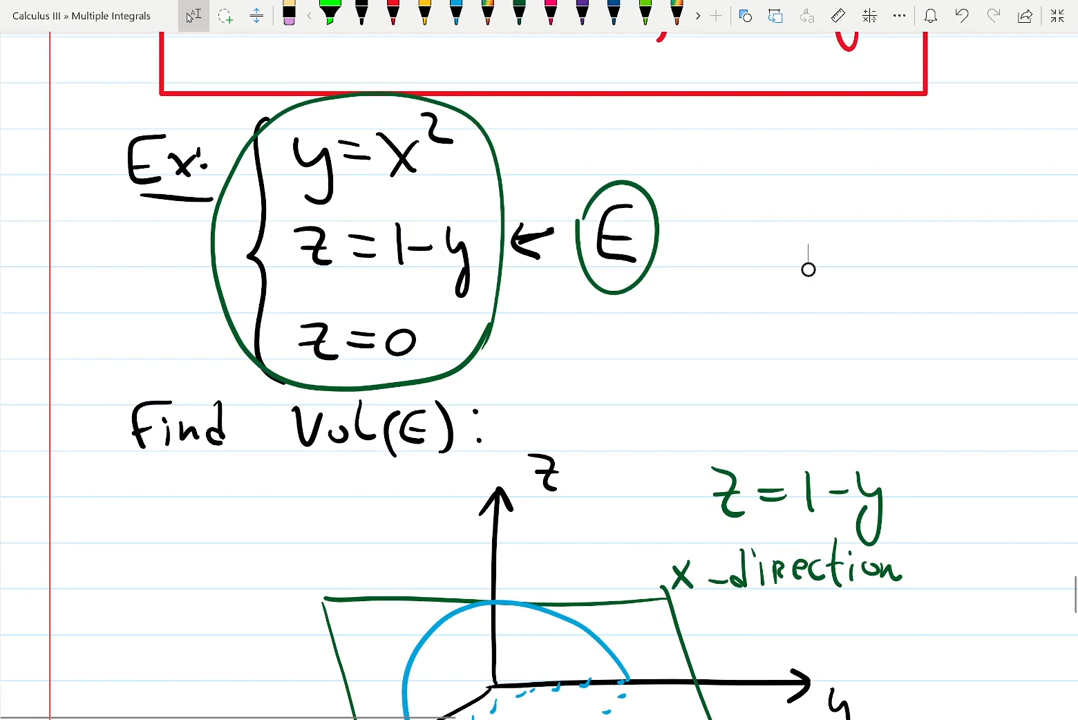 Calculus III » Multiple Integrals
Ex:
y=x²
z=1-y ← E
z=0
Find Vol(E):
z
z=1-y
x-direction
y